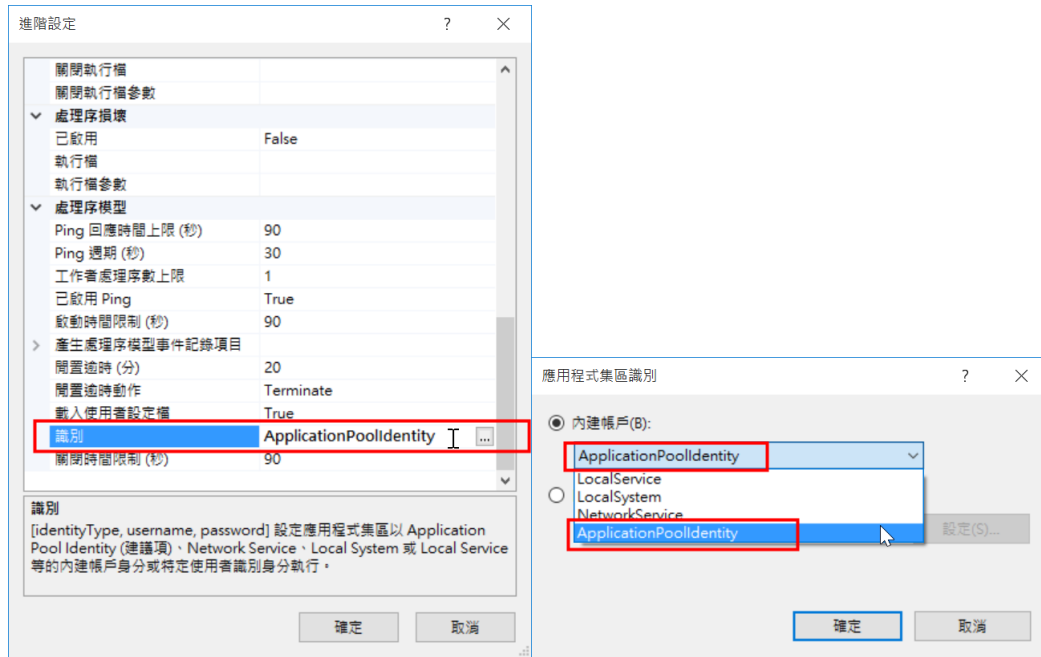 進階設定
關閉執行檔
關閉執行檔參數
處理序損壞
已啟用 False
執行檔
執行檔參數
處理序模型
Ping 回應時間上限 (秒) 90
Ping 週期 (秒) 30
工作者處理序數上限 1
已啟用 Ping True
啟動時間限制 (秒) 90
產生處理序模型事件記錄項目
閒置逾時 (分) 20
閒置逾時動作 Terminate
載入使用者設定檔 True
識別 ApplicationPoolIdentity ...
關閉時間限制 (秒) 90
識別
[identityType, username, password] 設定應用程式集區以 Application
Pool Identity (建議項)、Network Service、Local System 或 Local Service
等的內建帳戶身分或特定使用者識別身分執行。
確定 取消
應用程式集區識別
內建帳戶(B):
ApplicationPoolIdentity
LocalService
LocalSystem
NetworkService
ApplicationPoolIdentity
設定(S)...
確定 取消